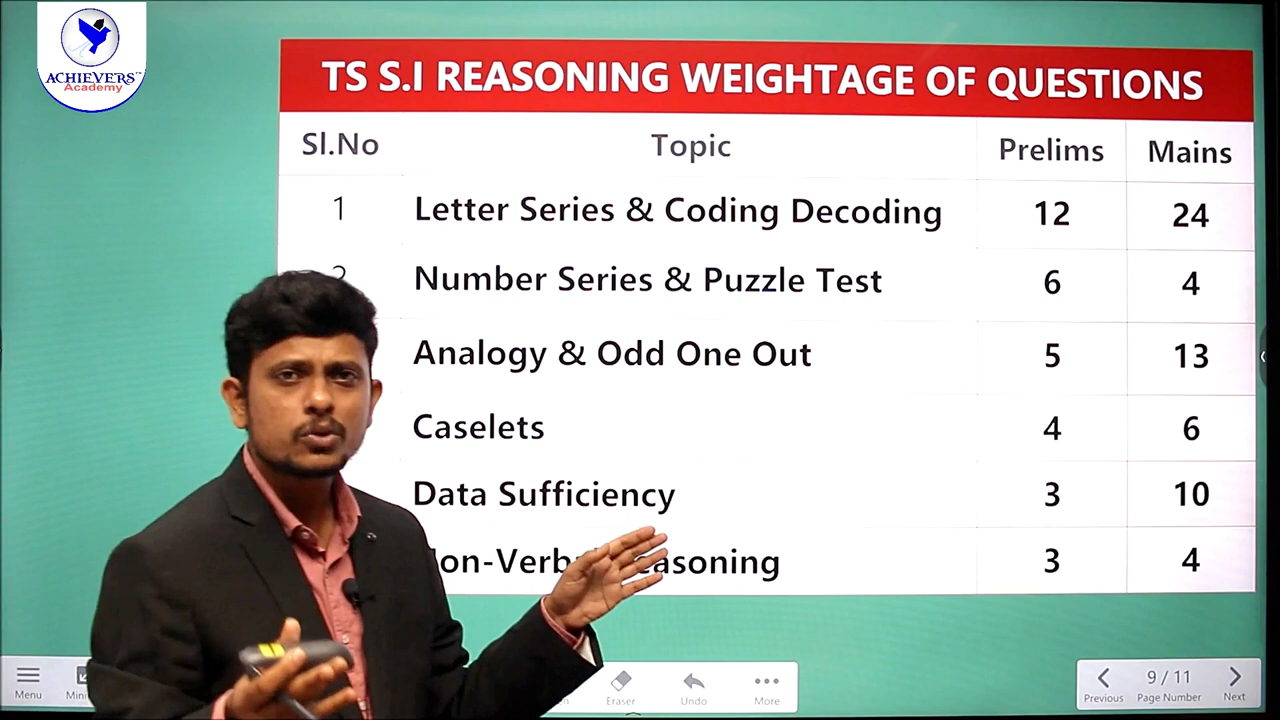 ACHIEVERS™
Academy
TS S.I REASONING WEIGHTAGE OF QUESTIONS
Sl.No Topic Prelims Mains
1 Letter Series & Coding Decoding 12 24
2 Number Series & Puzzle Test 6 4
Analogy & Odd One Out 5 13
Caselets 4 6
Data Sufficiency 3 10
3 4
Menu Eraser Undo More
9 / 11
Previous Page Number Next